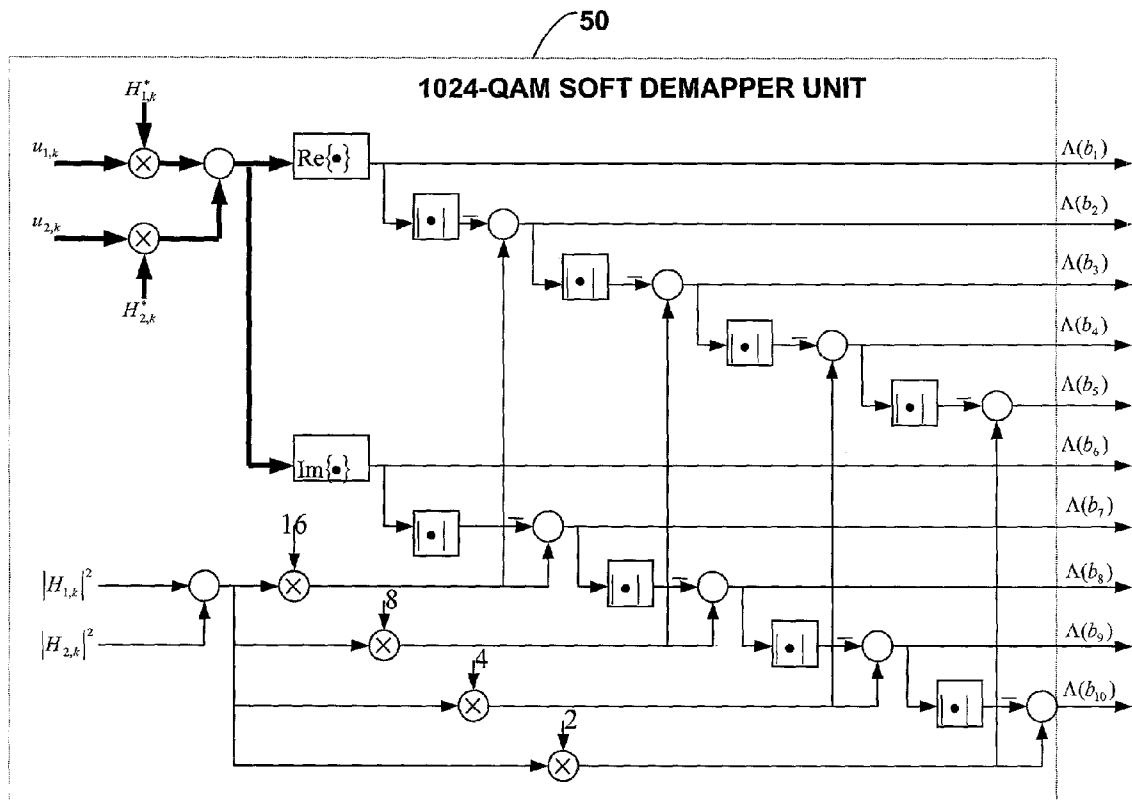 50
1024-QAM SOFT DEMAPPER UNIT
H*1,k
u1,k
Re{•}
Λ(b1)
|•|
Λ(b2)
u2,k
|•|
Λ(b3)
H*2,k
|•|
Λ(b4)
|•|
Λ(b5)
Im{•}
Λ(b6)
16
|•|
Λ(b7)
|H1,k|²
|•|
Λ(b8)
8
|H2,k|²
|•|
Λ(b9)
4
|•|
Λ(b10)
2